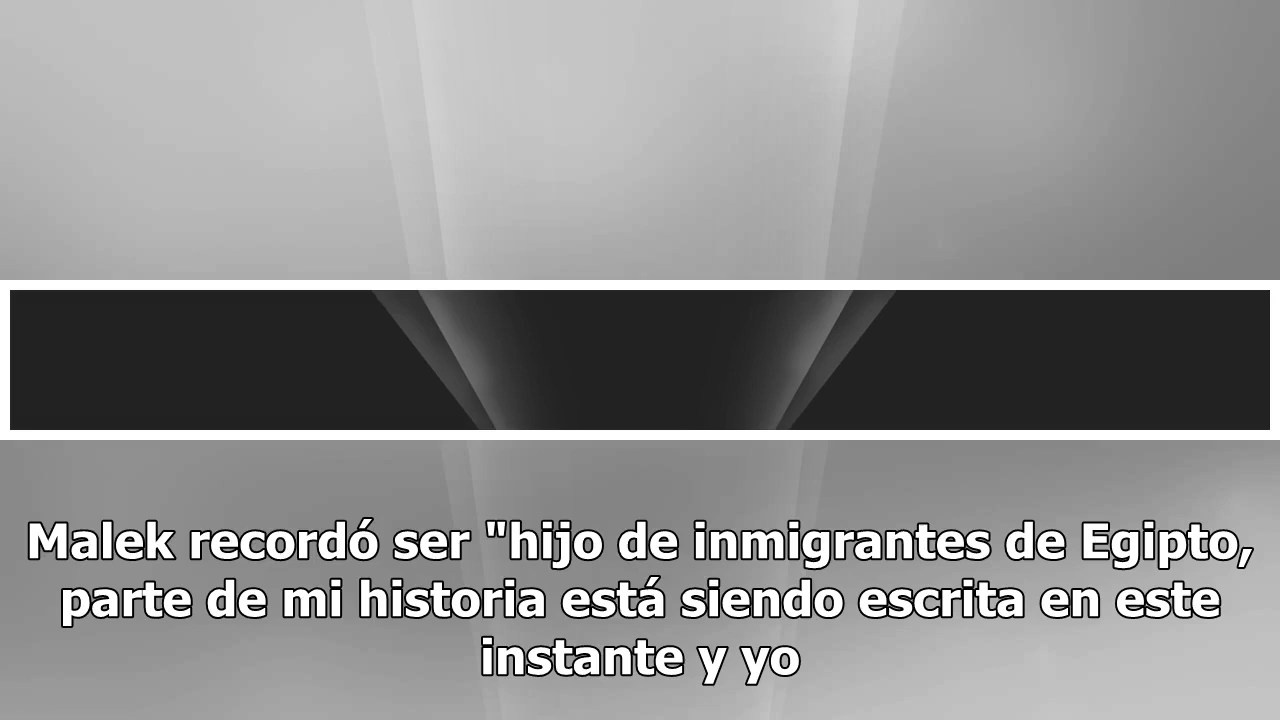 Malek recordó ser "hijo de inmigrantes de Egipto,
parte de mi historia está siendo escrita en este
instante y yo